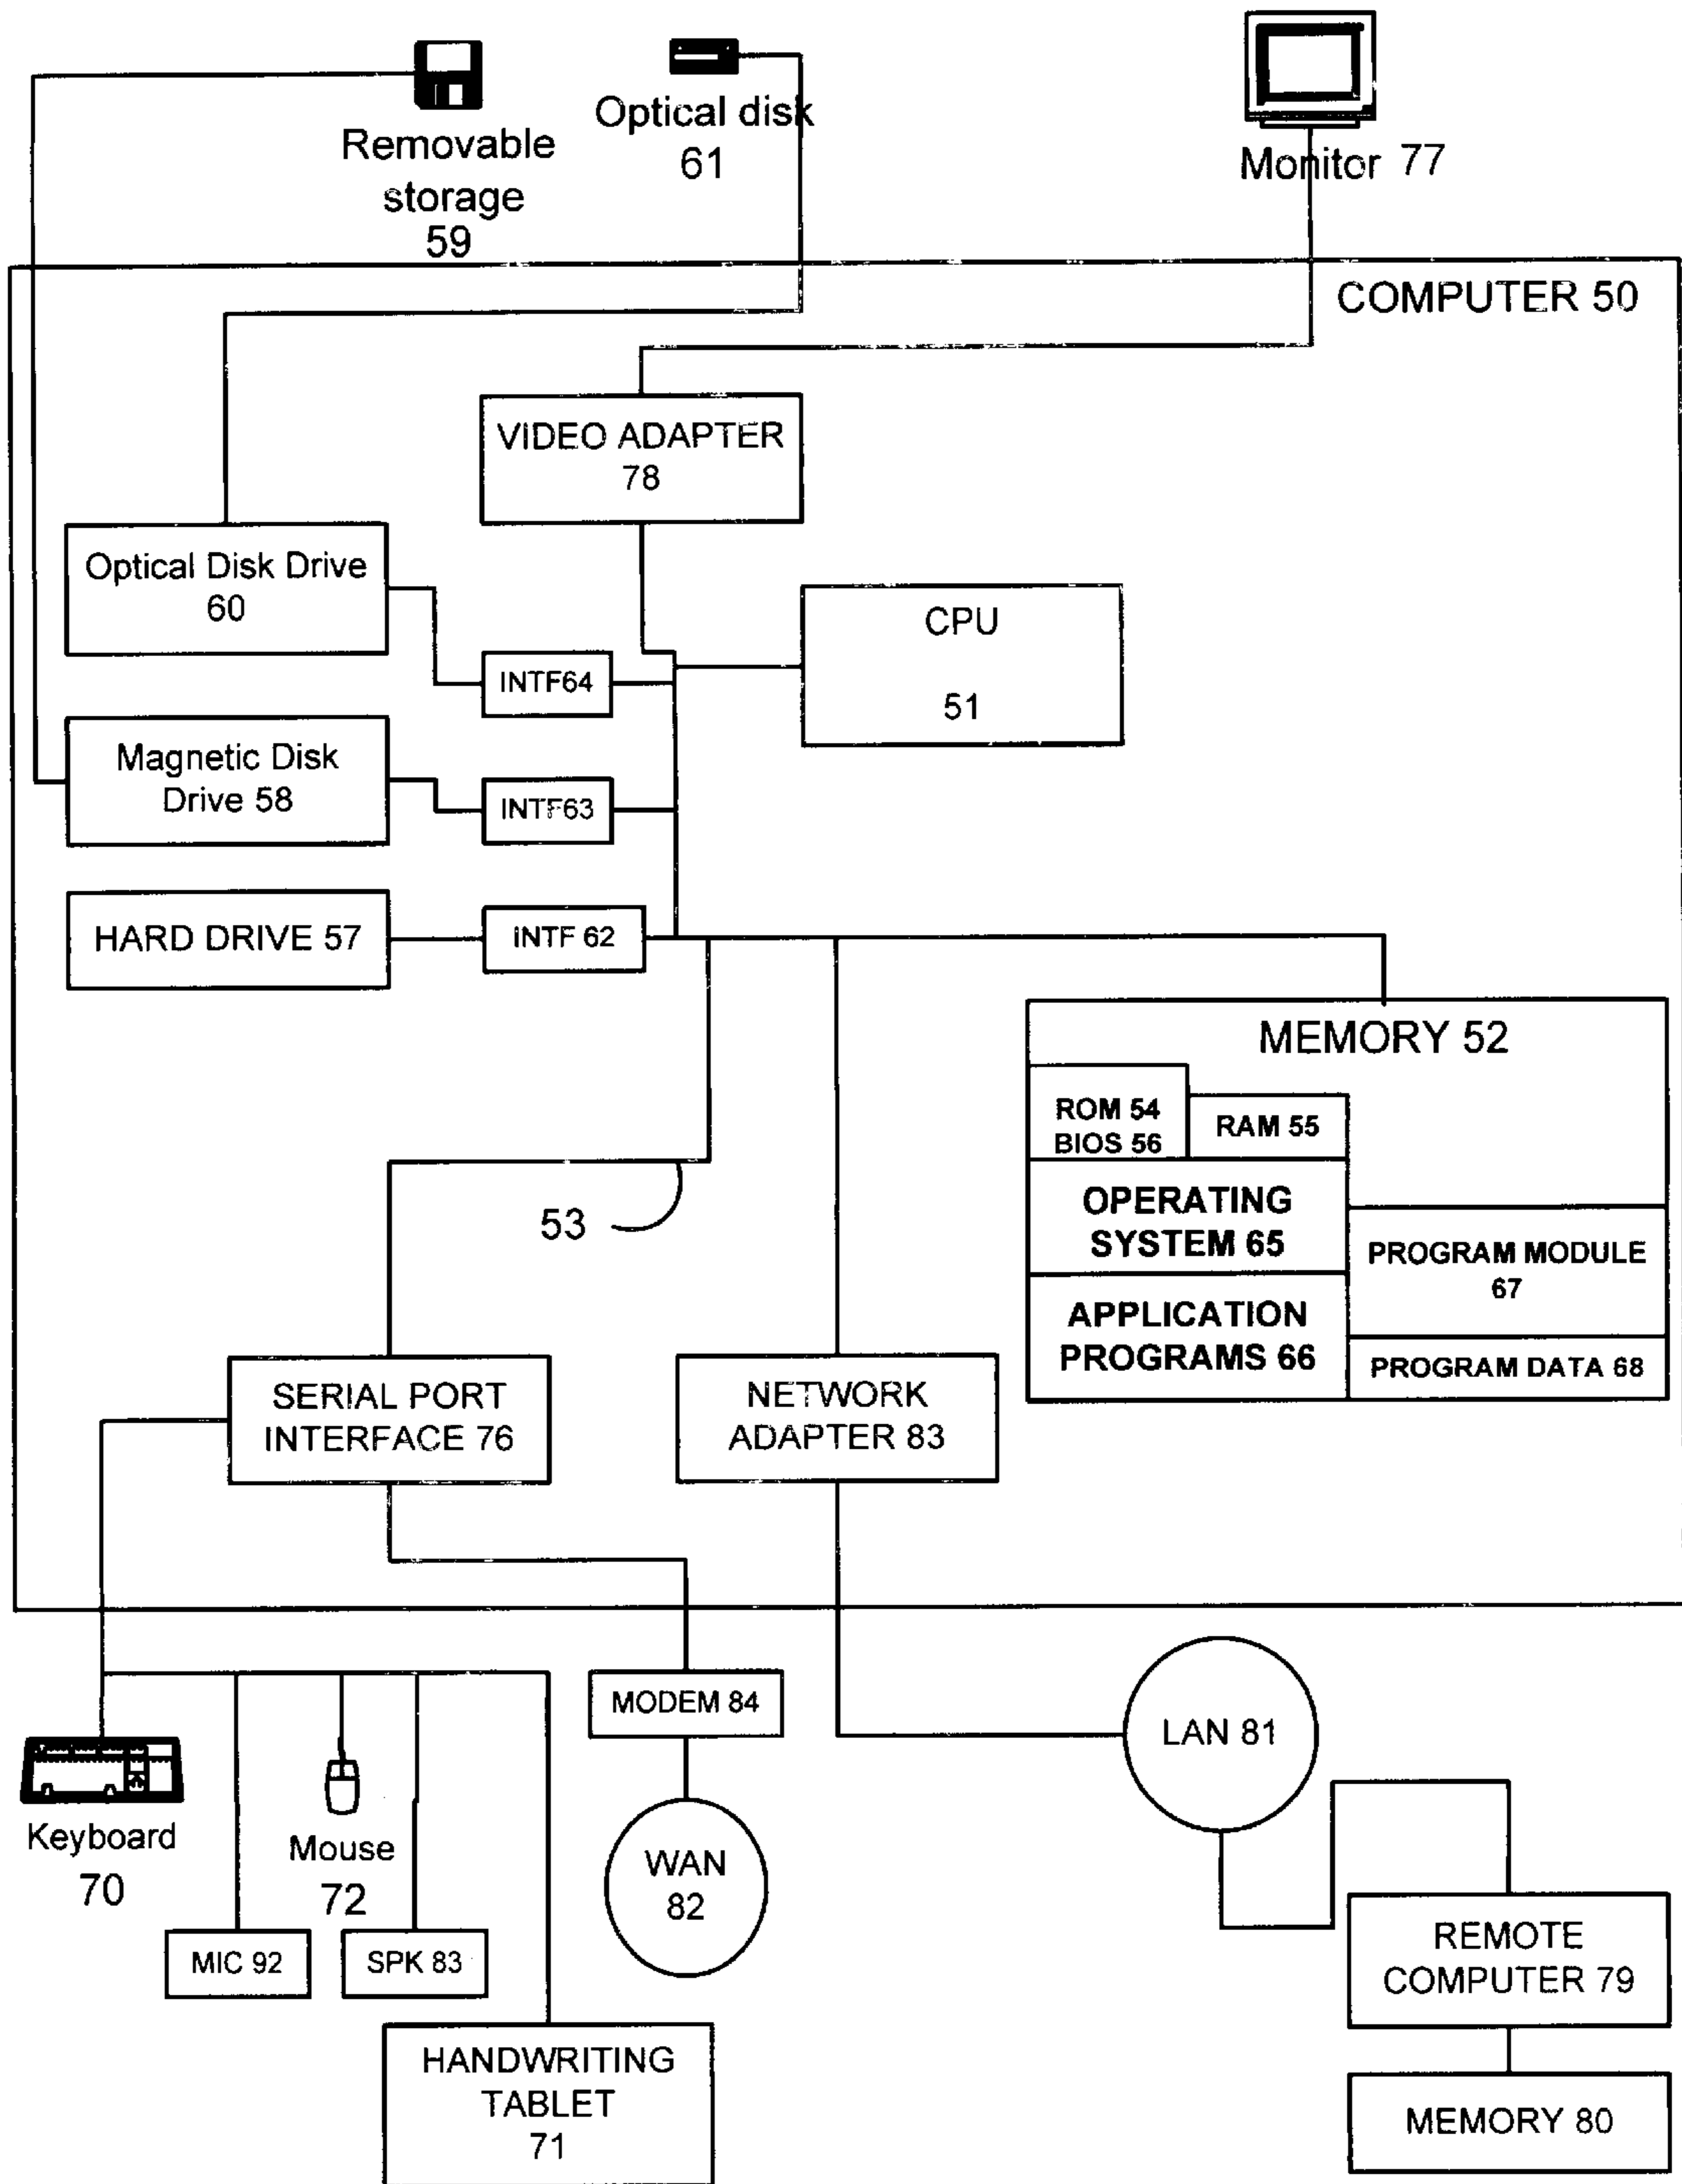 Removable
storage
59
Optical disk
61
Monitor 77
COMPUTER 50
VIDEO ADAPTER
78
Optical Disk Drive
60
CPU
51
INTF64
Magnetic Disk
Drive 58
INTF63
HARD DRIVE 57
INTF 62
MEMORY 52
ROM 54
BIOS 56
RAM 55
OPERATING
SYSTEM 65
PROGRAM MODULE
67
APPLICATION
PROGRAMS 66
PROGRAM DATA 68
53
SERIAL PORT
INTERFACE 76
NETWORK
ADAPTER 83
MODEM 84
LAN 81
Keyboard
70
Mouse
72
WAN
82
MIC 92
SPK 83
REMOTE
COMPUTER 79
HANDWRITING
TABLET
71
MEMORY 80